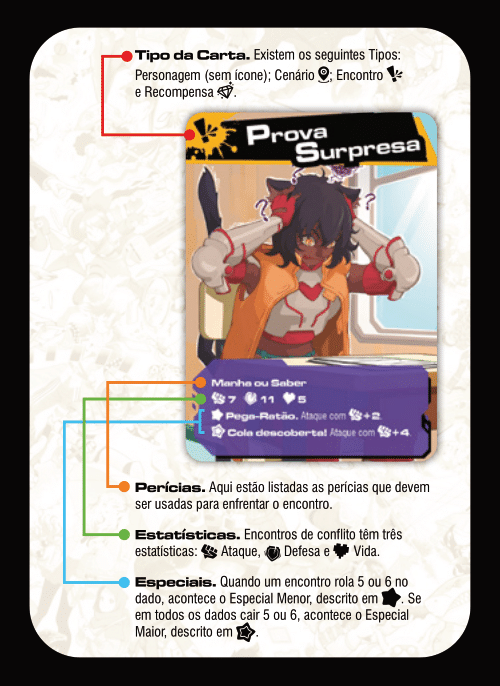 Tipo da Carta. Existem os seguintes Tipos:
Personagem (sem ícone); Cenário ; Encontro
e Recompensa .
Prova
Surpresa
Manha ou Saber
7 11 5
Pega-Ratão. Ataque com +2
Cola descoberta! Ataque com +4
Perícias. Aqui estão listadas as perícias que devem
ser usadas para enfrentar o encontro.
Estatísticas. Encontros de conflito têm três
estatísticas: Ataque, Defesa e Vida.
Especiais. Quando um encontro rola 5 ou 6 no
dado, acontece o Especial Menor, descrito em . Se
em todos os dados cair 5 ou 6, acontece o Especial
Maior, descrito em .